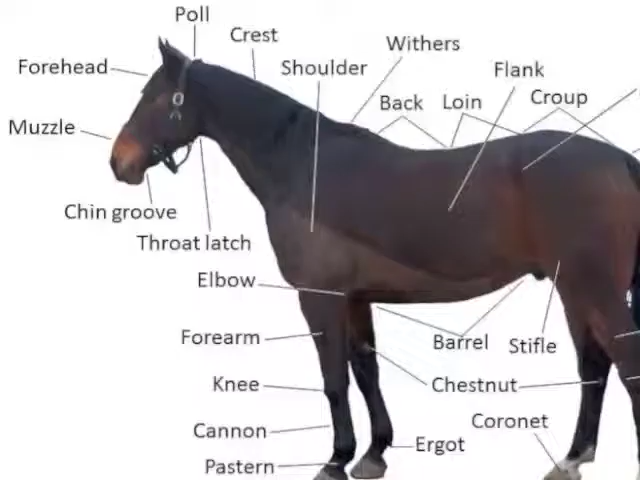 Poll
Crest
Withers
Forehead
Shoulder
Flank
Back
Loin
Croup
Muzzle
Chin groove
Throat latch
Elbow
Forearm
Barrel
Stifle
Knee
Chestnut
Cannon
Coronet
Ergot
Pastern